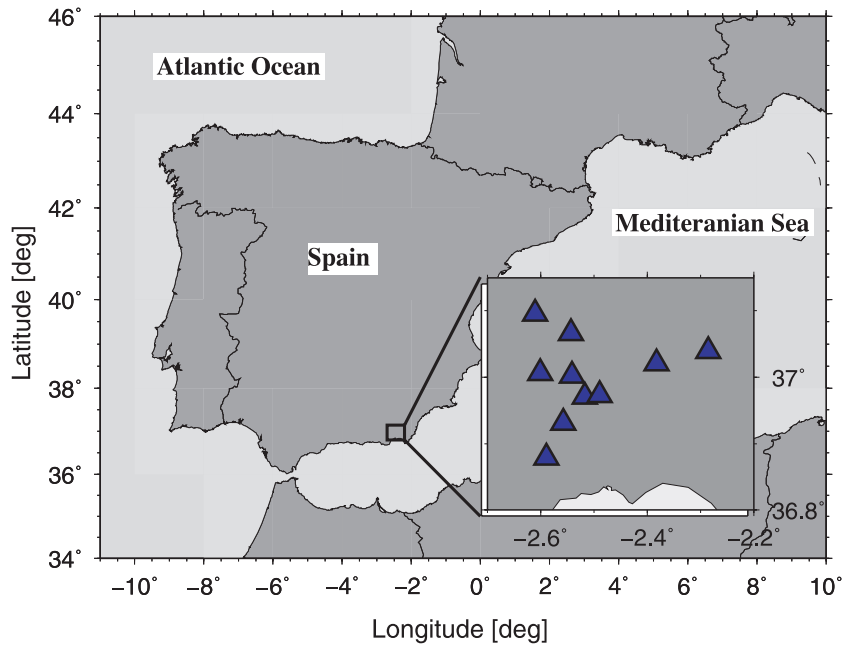 46°
44°
42°
40°
38°
36°
34°
Latitude [deg]
Atlantic Ocean
Mediteranian Sea
Spain
37°
36.8°
−2.6° −2.4° −2.2°
−10° −8° −6° −4° −2° 0° 2° 4° 6° 8° 10°
Longitude [deg]